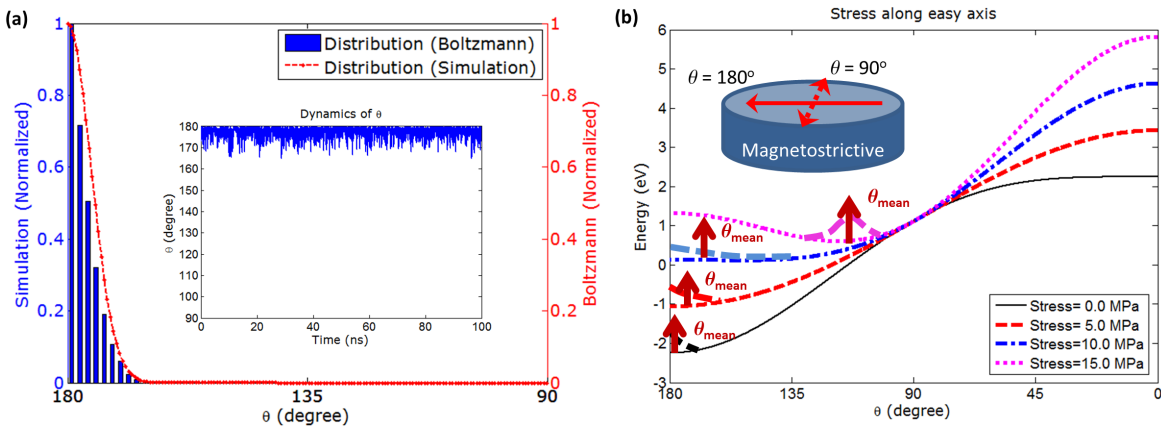 (a)
Distribution (Boltzmann)
Distribution (Simulation)
Simulation (Normalized)
1
0.8
0.6
0.4
0.2
0
Boltzmann (Normalized)
1
0.8
0.6
0.4
0.2
0
180
135
90
θ (degree)
Dynamics of θ
θ (degree)
180
170
160
150
140
130
120
110
100
90
0
20
40
60
80
100
Time (ns)
(b)
Stress along easy axis
Energy (eV)
6
5
4
3
2
1
0
-1
-2
-3
θ = 180°
θ = 90°
Magnetostrictive
θmean
θmean
θmean
θmean
Stress= 0.0 MPa
Stress= 5.0 MPa
Stress=10.0 MPa
Stress=15.0 MPa
180
135
90
45
0
θ (degree)